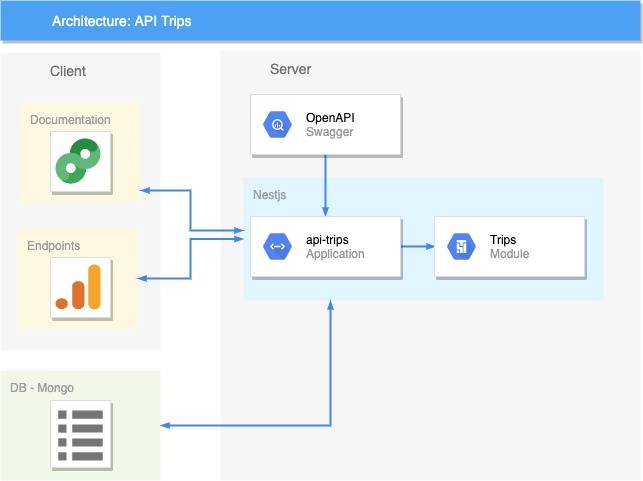 Architecture: API Trips
Client
Server
Documentation
OpenAPI
Swagger
Nestjs
Endpoints
api-trips
Application
Trips
Module
DB - Mongo